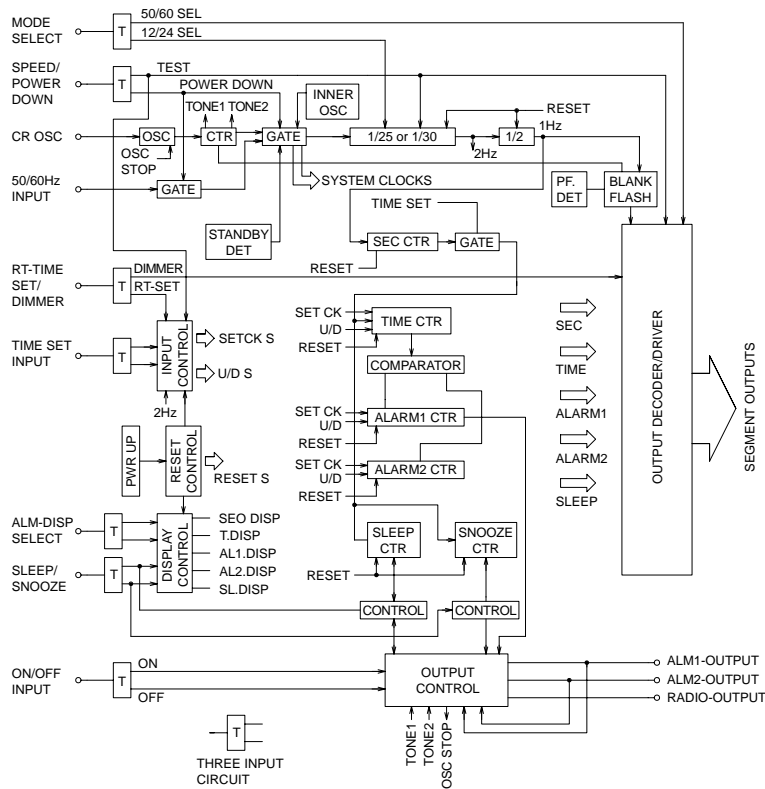 MODE
SELECT
T
50/60 SEL
12/24 SEL
SPEED/
POWER
DOWN
T
TEST
POWER DOWN
TONE1 TONE2
INNER
OSC
RESET
CR OSC
OSC
CTR
GATE
1/25 or 1/30
1/2
1Hz
2Hz
OSC
STOP
50/60Hz
INPUT
GATE
SYSTEM CLOCKS
PF.
DET
BLANK
FLASH
STANDBY
DET
TIME SET
SEC CTR
GATE
RESET
RT-TIME
SET/
DIMMER
T
DIMMER
RT-SET
TIME SET
INPUT
T
INPUT
CONTROL
SETCK S
U/D S
2Hz
SET CK
U/D
RESET
TIME CTR
COMPARATOR
SET CK
U/D
RESET
ALARM1 CTR
SET CK
U/D
RESET
ALARM2 CTR
SEC
TIME
ALARM1
ALARM2
SLEEP
OUTPUT DECODER/DRIVER
SEGMENT OUTPUTS
PWR UP
RESET
CONTROL
RESET S
ALM-DISP
SELECT
T
SLEEP/
SNOOZE
T
DISPLAY
CONTROL
SEO DISP
T.DISP
AL1.DISP
AL2.DISP
SL.DISP
SLEEP
CTR
SNOOZE
CTR
RESET
CONTROL
CONTROL
ON/OFF
INPUT
T
ON
OFF
OUTPUT
CONTROL
ALM1-OUTPUT
ALM2-OUTPUT
RADIO-OUTPUT
TONE1
TONE2
OSC STOP
T
THREE INPUT
CIRCUIT